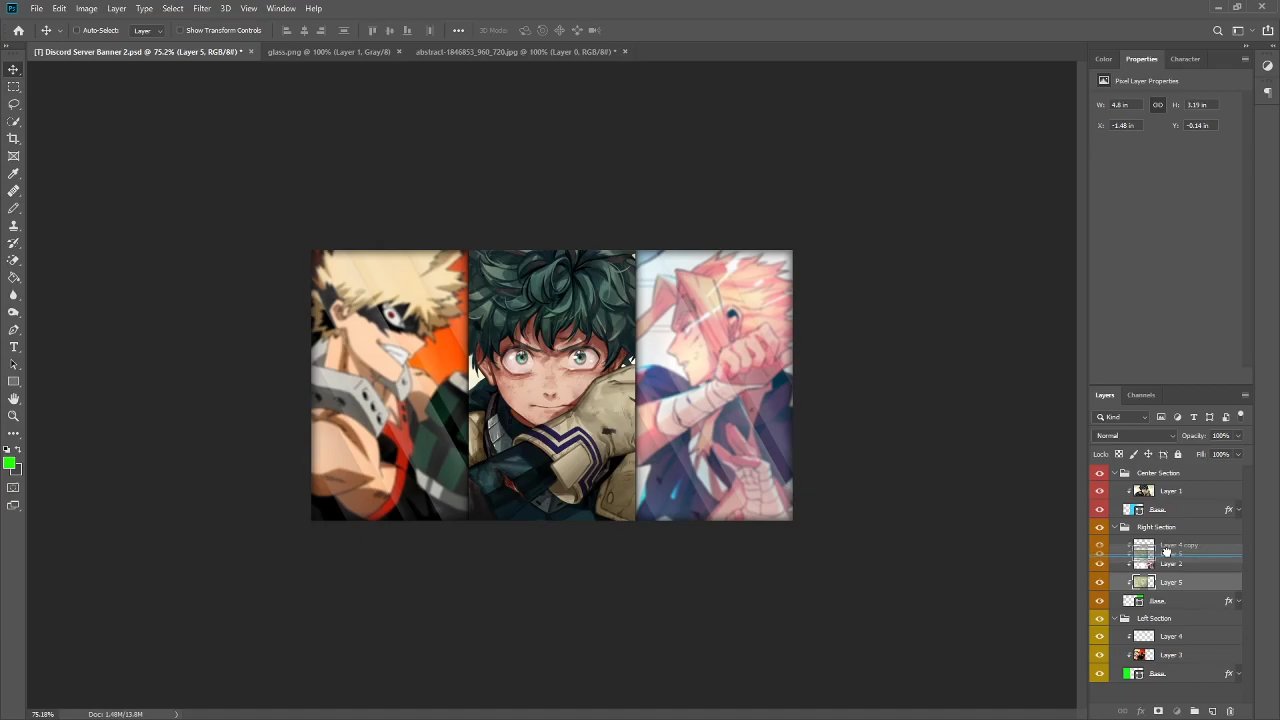 Ps File Edit Image Layer Type Select Filter 3D View Window Help
Auto-Select: Layer Show Transform Controls 3D Mode:
[T] Discord Server Banner 2.psd @ 75.2% (Layer 5, RGB/8#) * × glass.png @ 100% (Layer 1, Gray/8) × abstract-1846853_960_720.jpg @ 100% (Layer 0, RGB/8#) * ×
Color Properties Character
Pixel Layer Properties
W: 4.8 in H: 3.19 in
X: -1.48 in Y: -0.14 in
Layers Channels
Kind
Normal Opacity: 100%
Lock: Fill: 100%
Center Section
Layer 1
Base fx
Right Section
Layer 4 copy
Layer 2
Layer 5
Base fx
Left Section
Layer 4
Layer 3
Base fx
75.18% Doc: 1.48M/13.8M